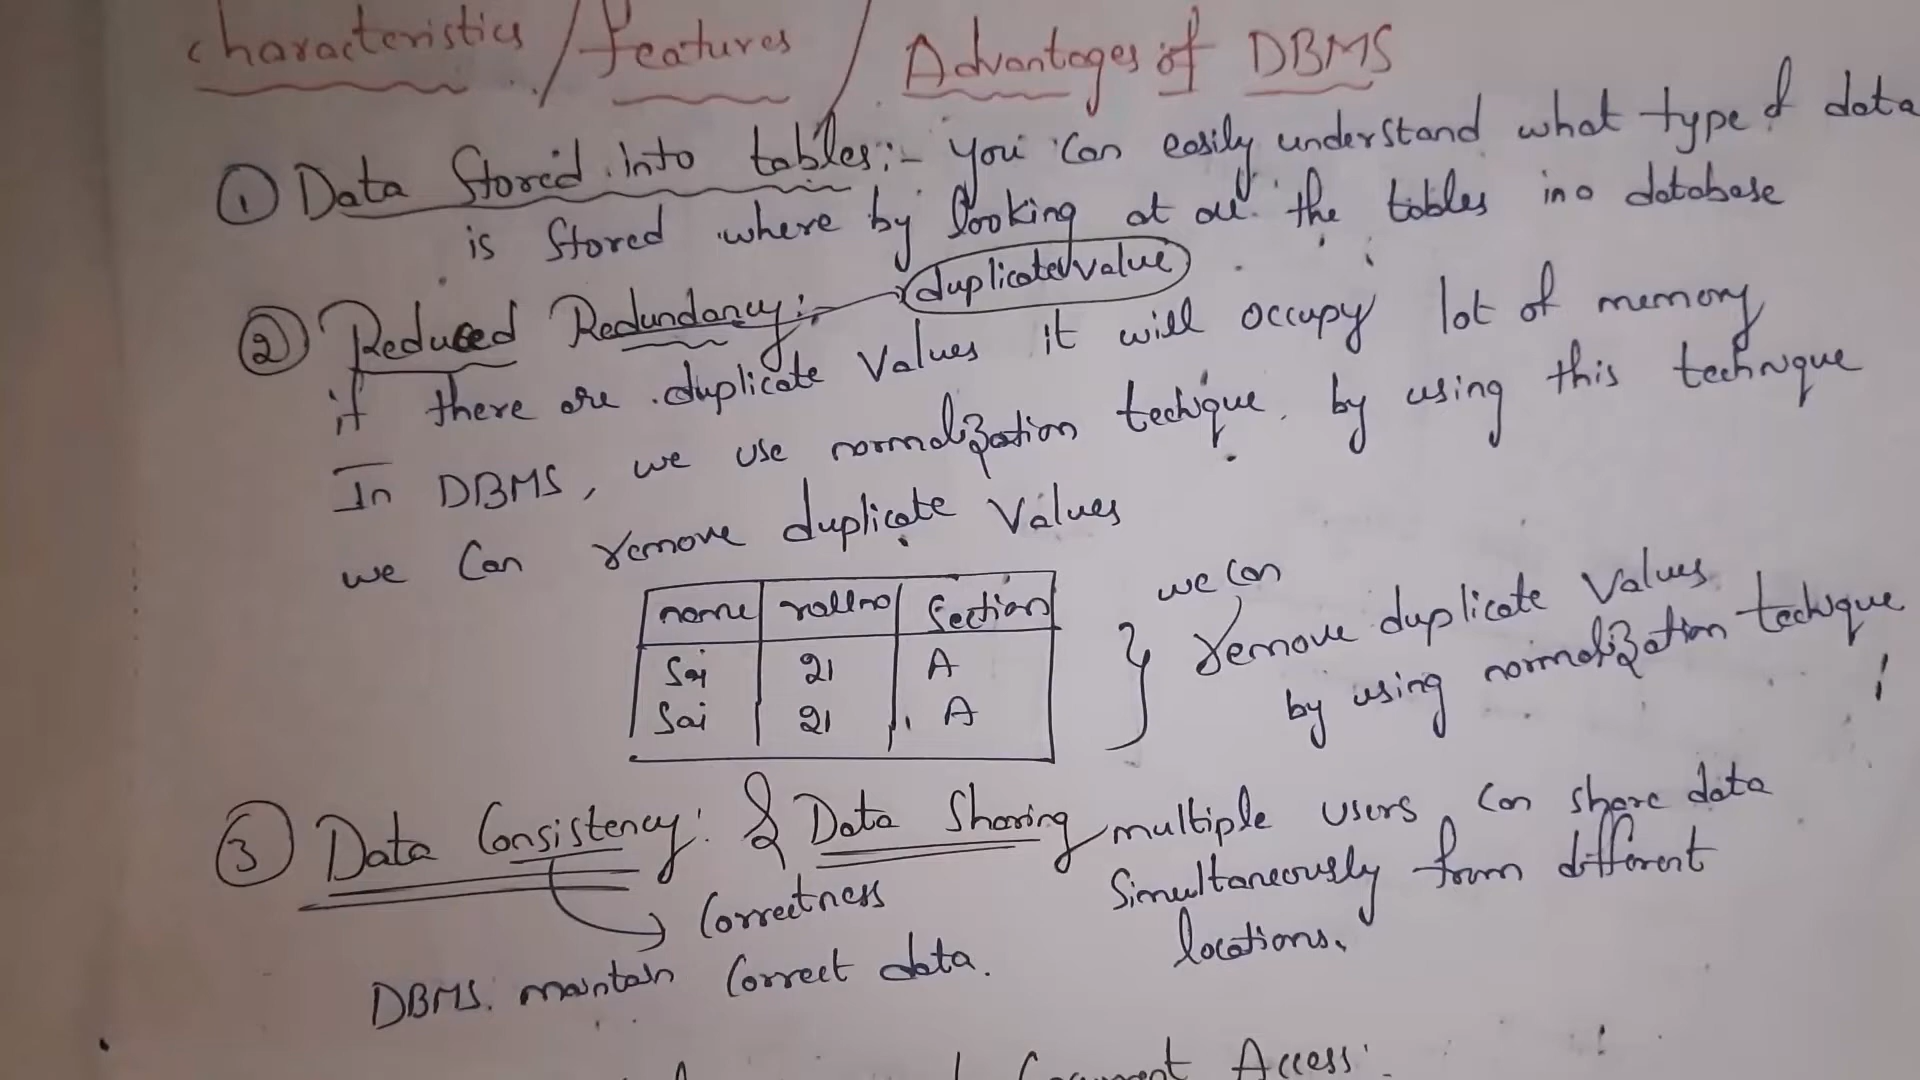 Characteristics / Features / Advantages of DBMS
① Data Stored into tables:- you can easily understand what type of data
is stored where by looking at all the tables in a database
② Reduced Redundancy:- duplicate value
if there are duplicate values it will occupy lot of memory
In DBMS, we use normalization techique. by using this technique
we can remove duplicate values
name rollno Section
Sai 21 A
Sai 21 A
we can
remove duplicate values
by using normalization techique
③ Data Consistency: & Data Sharing multiple users can share data
Simultaneously from different
locations.
Correctness
DBMS. maintain correct data.
Access: